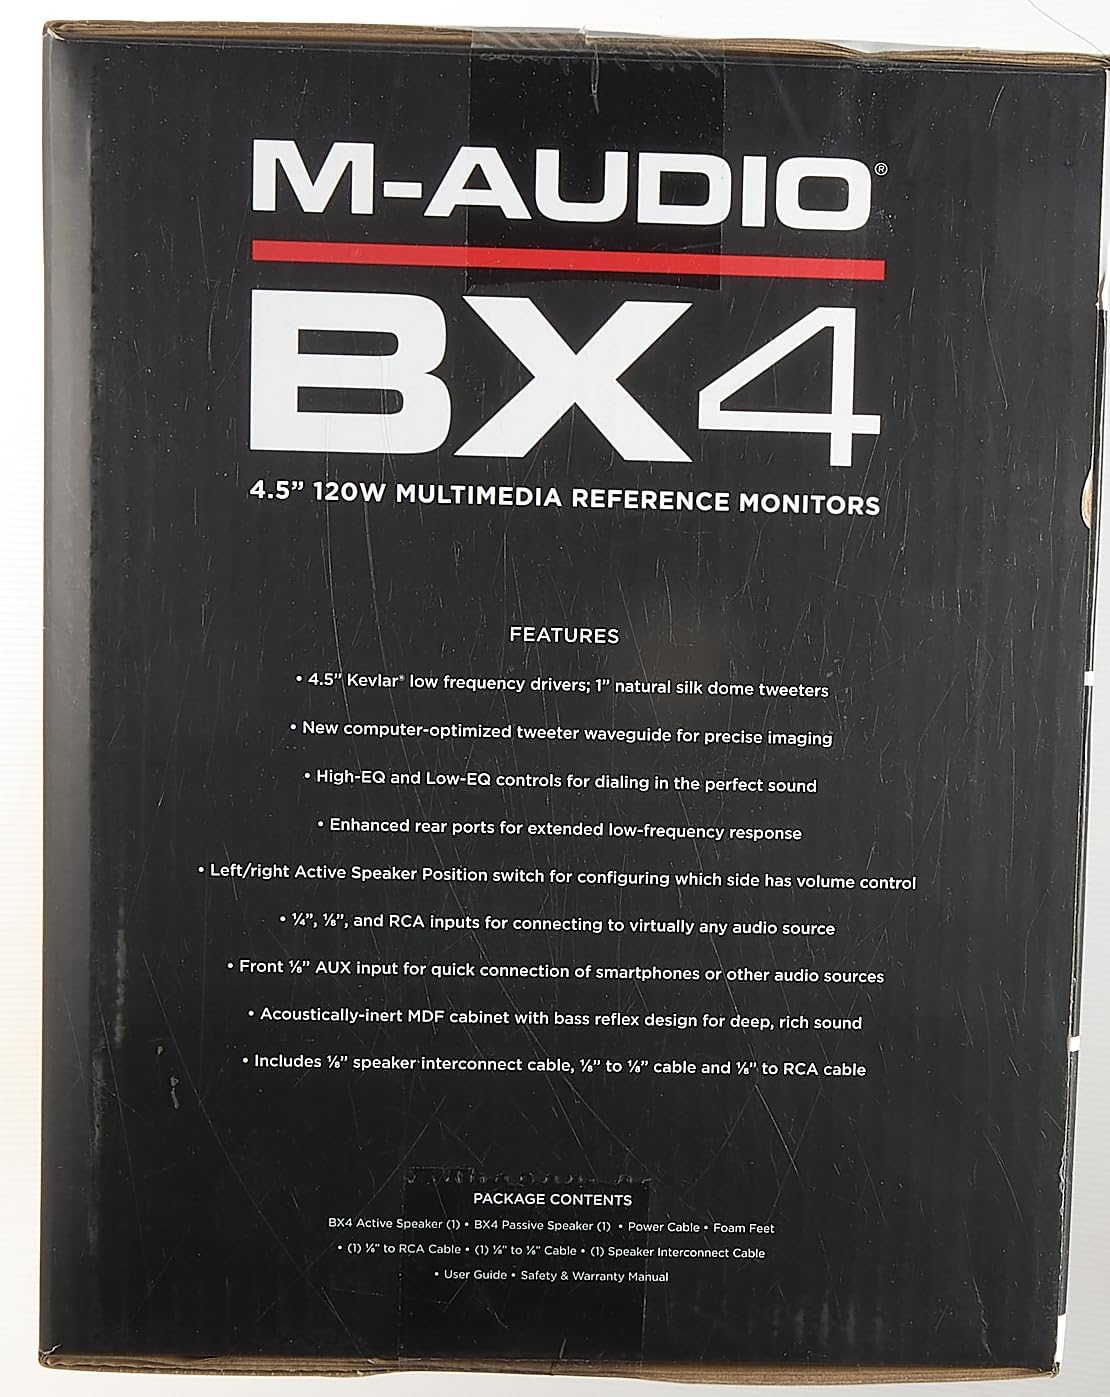 M-AUDIO®
BX4
4.5” 120W MULTIMEDIA REFERENCE MONITORS
FEATURES
• 4.5” Kevlar® low frequency drivers; 1” natural silk dome tweeters
• New computer-optimized tweeter waveguide for precise imaging
• High-EQ and Low-EQ controls for dialing in the perfect sound
• Enhanced rear ports for extended low-frequency response
• Left/right Active Speaker Position switch for configuring which side has volume control
• ¼”, ⅛”, and RCA inputs for connecting to virtually any audio source
• Front ⅛” AUX input for quick connection of smartphones or other audio sources
• Acoustically-inert MDF cabinet with bass reflex design for deep, rich sound
• Includes ⅛” speaker interconnect cable, ⅛” to ⅛” cable and ⅛” to RCA cable
PACKAGE CONTENTS
BX4 Active Speaker (1) • BX4 Passive Speaker (1) • Power Cable • Foam Feet
• (1) ⅛” to RCA Cable • (1) ⅛” to ⅛” Cable • (1) Speaker Interconnect Cable
• User Guide • Safety & Warranty Manual